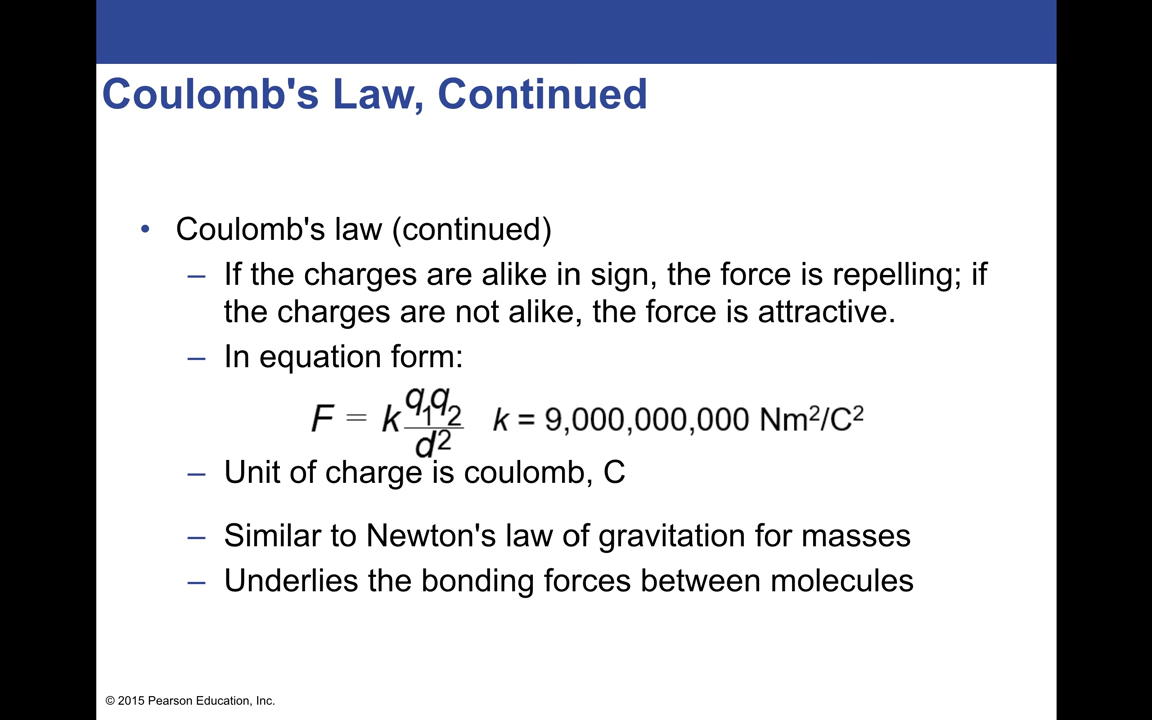 Coulomb's Law, Continued
• Coulomb's law (continued)
– If the charges are alike in sign, the force is repelling; if
the charges are not alike, the force is attractive.
– In equation form:
F = k q₁q₂/d² k = 9,000,000,000 Nm²/C²
– Unit of charge is coulomb, C
– Similar to Newton's law of gravitation for masses
– Underlies the bonding forces between molecules
© 2015 Pearson Education, Inc.